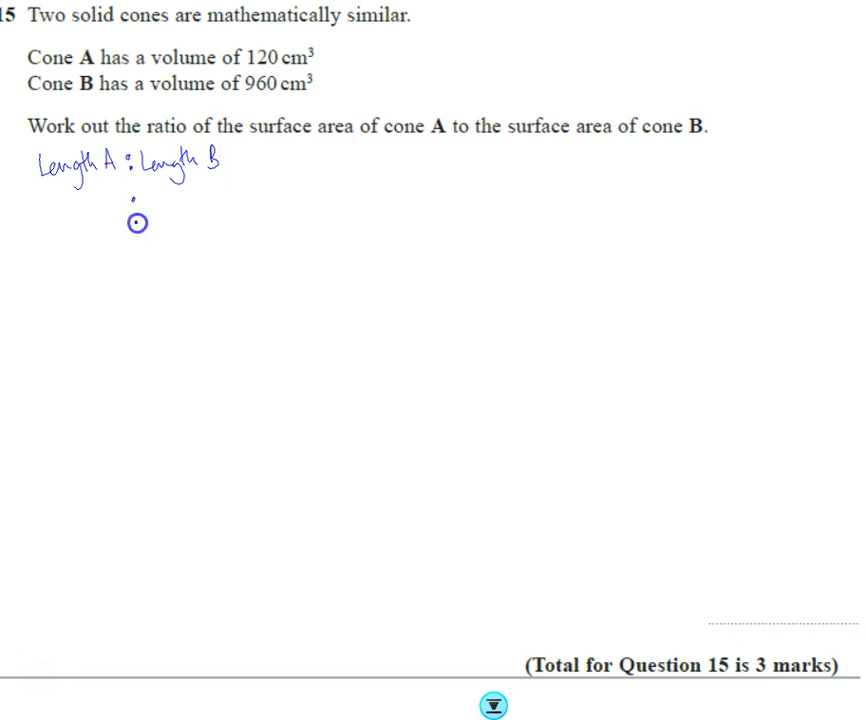 15 Two solid cones are mathematically similar.
Cone A has a volume of 120 cm³
Cone B has a volume of 960 cm³
Work out the ratio of the surface area of cone A to the surface area of cone B.
Length A : Length B
(Total for Question 15 is 3 marks)